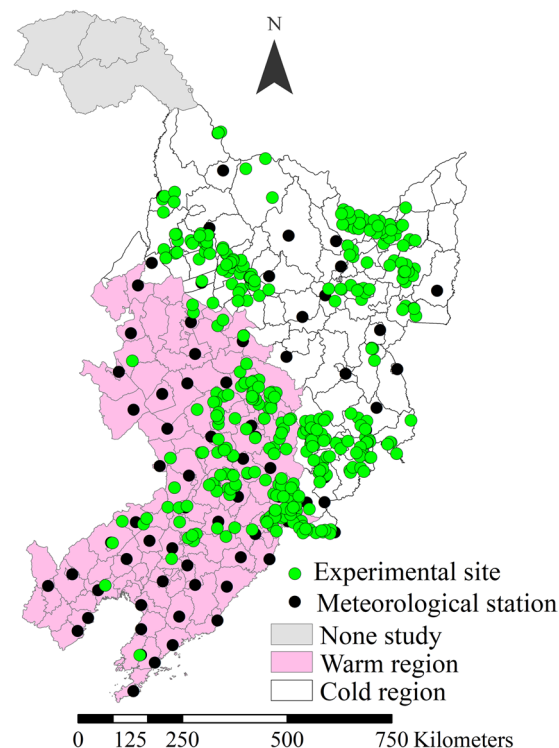 N
Experimental site
Meteorological station
None study
Warm region
Cold region
0 125 250 500 750 Kilometers